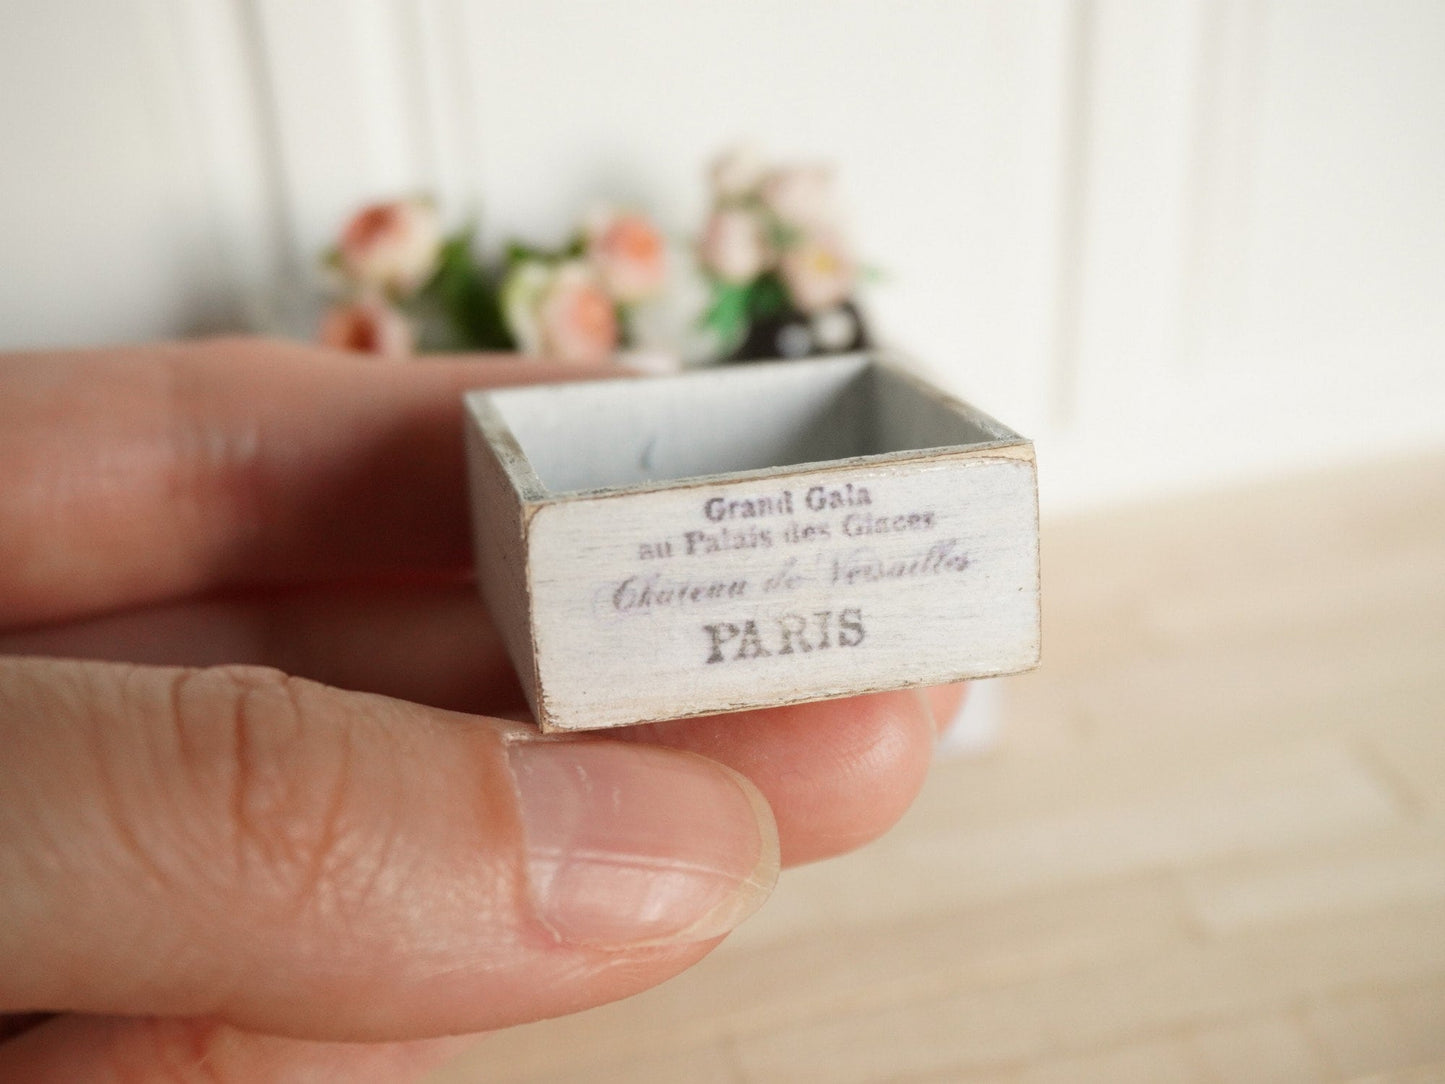 Grand Gala
au Palais des Glaces
Chateau de Versailles
PARIS